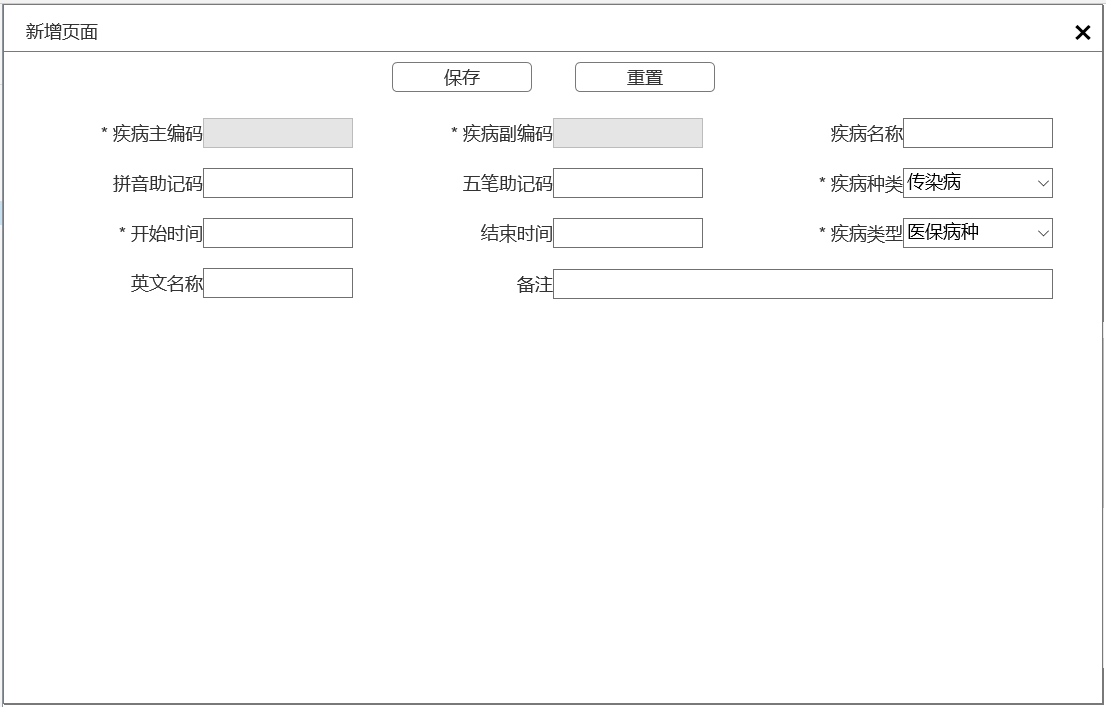 新增页面
保存 重置
* 疾病主编码 * 疾病副编码 疾病名称
拼音助记码 五笔助记码 * 疾病种类 传染病
* 开始时间 结束时间 * 疾病类型 医保病种
英文名称 备注